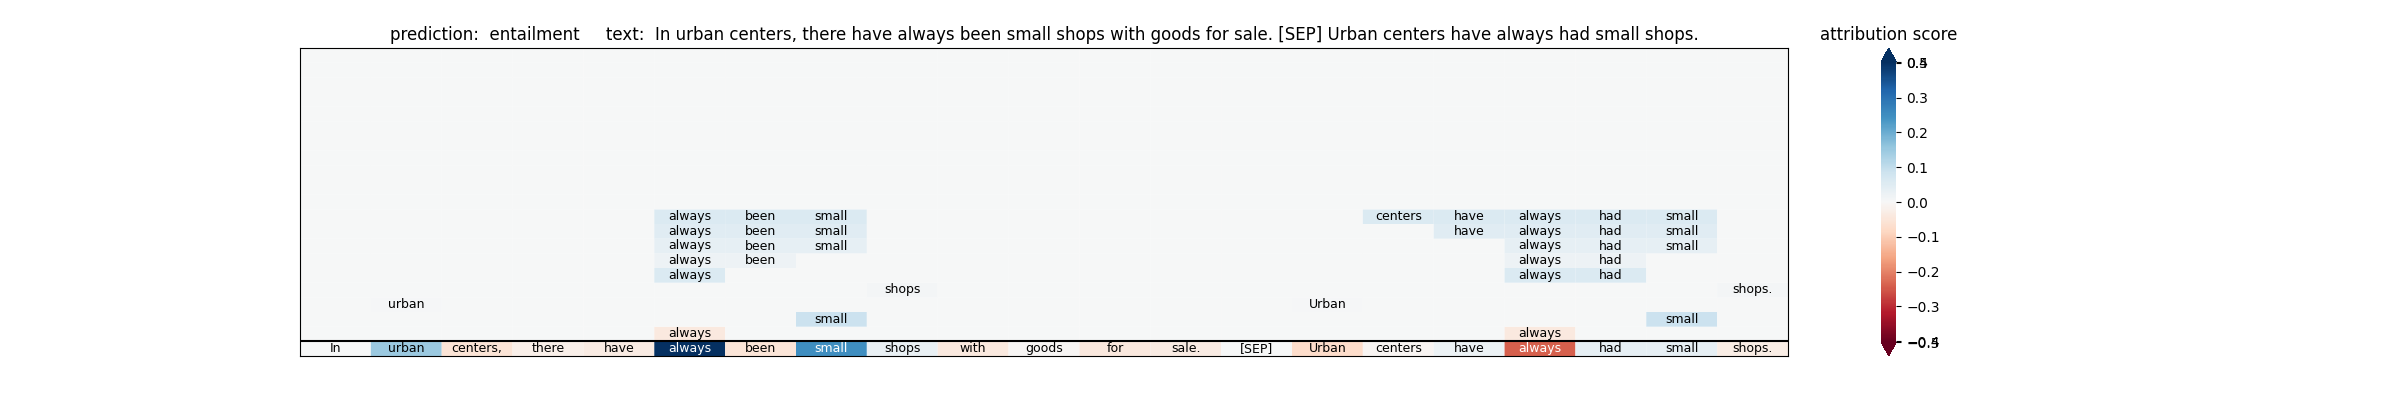 prediction: entailment text: In urban centers, there have always been small shops with goods for sale. [SEP] Urban centers have always had small shops.
attribution score
always been small centers have always had small
always been small have always had small
always been small always had small
always been always had
always always had
shops shops.
urban Urban
small small
always always
In urban centers, there have always been small shops with goods for sale. [SEP] Urban centers have always had small shops.
0.3
0.2
0.1
0.0
−0.1
−0.2
−0.3